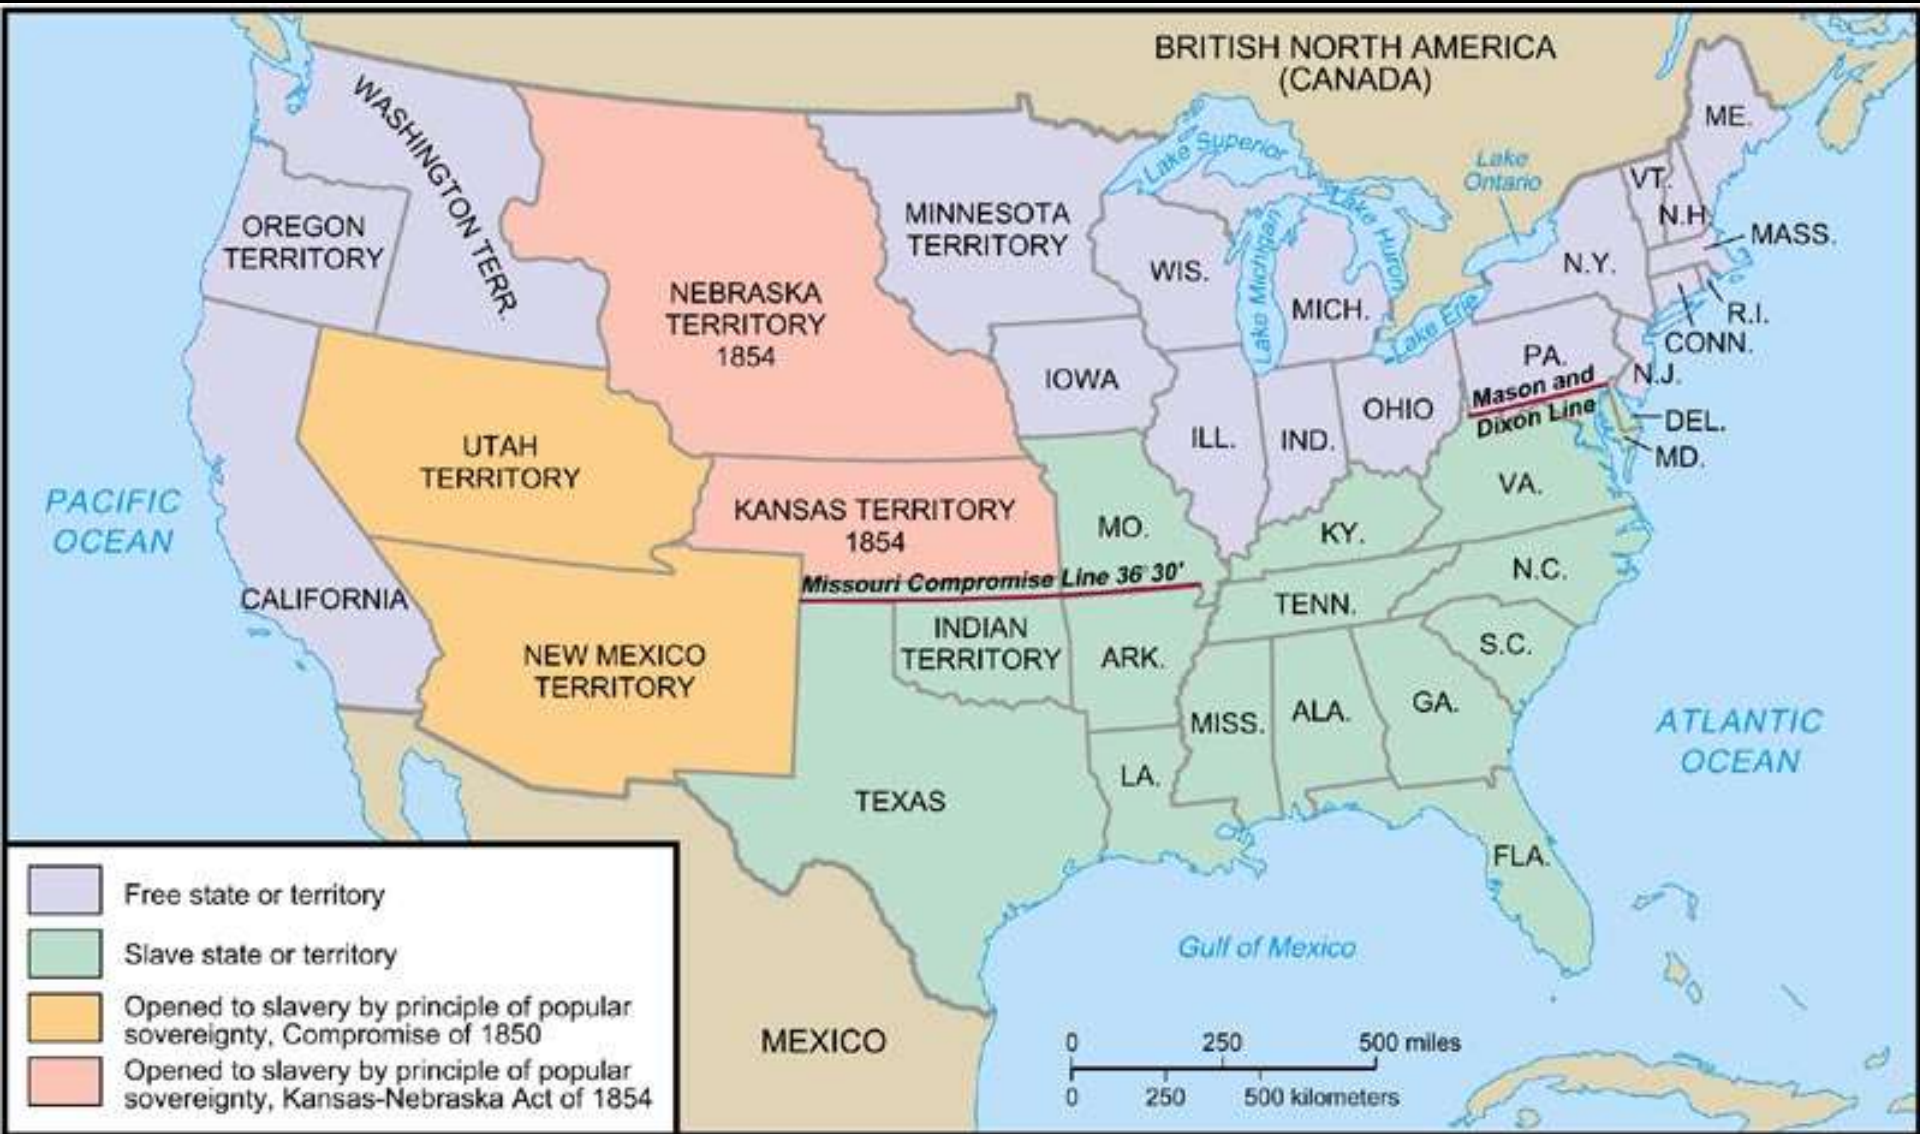 BRITISH NORTH AMERICA
(CANADA)
WASHINGTON TERR.
ME.
Lake Superior
Lake
Ontario
VT.
N.H.
OREGON
TERRITORY
MINNESOTA
TERRITORY
Lake Huron
Lake Michigan
MASS.
WIS.
N.Y.
NEBRASKA
TERRITORY
1854
MICH.
Lake Erie
R.I.
CONN.
IOWA
PA.
N.J.
Mason and
Dixon Line
OHIO
DEL.
MD.
ILL.
IND.
UTAH
TERRITORY
VA.
PACIFIC
OCEAN
KANSAS TERRITORY
1854
MO.
KY.
Missouri Compromise Line 36°30'
N.C.
CALIFORNIA
TENN.
INDIAN
TERRITORY
ARK.
S.C.
NEW MEXICO
TERRITORY
MISS.
ALA.
GA.
ATLANTIC
OCEAN
LA.
TEXAS
FLA.
Gulf of Mexico
MEXICO
Free state or territory
Slave state or territory
Opened to slavery by principle of popular
sovereignty, Compromise of 1850
Opened to slavery by principle of popular
sovereignty, Kansas-Nebraska Act of 1854
0 250 500 miles
0 250 500 kilometers